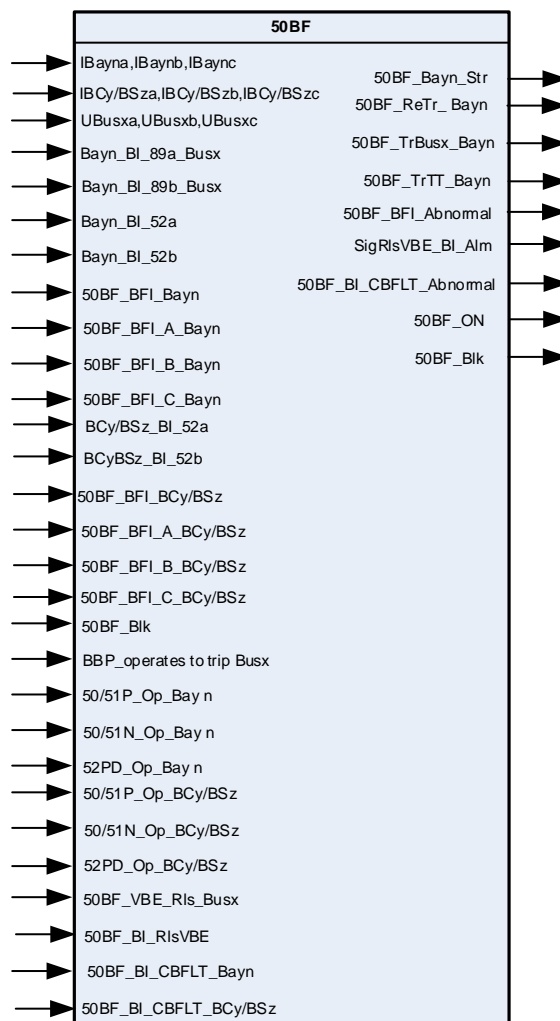 50BF
IBayna,IBaynb,IBaync
IBCy/BSza,IBCy/BSzb,IBCy/BSzc
UBusxa,UBusxb,UBusxc
Bayn_BI_89a_Busx
Bayn_BI_89b_Busx
Bayn_BI_52a
Bayn_BI_52b
50BF_BFI_Bayn
50BF_BFI_A_Bayn
50BF_BFI_B_Bayn
50BF_BFI_C_Bayn
BCy/BSz_BI_52a
BCyBSz_BI_52b
50BF_BFI_BCy/BSz
50BF_BFI_A_BCy/BSz
50BF_BFI_B_BCy/BSz
50BF_BFI_C_BCy/BSz
50BF_Blk
BBP_operates to trip Busx
50/51P_Op_Bay n
50/51N_Op_Bay n
52PD_Op_Bay n
50/51P_Op_BCy/BSz
50/51N_Op_BCy/BSz
52PD_Op_BCy/BSz
50BF_VBE_Rls_Busx
50BF_BI_RlsVBE
50BF_BI_CBFLT_Bayn
50BF_BI_CBFLT_BCy/BSz
50BF_Bayn_Str
50BF_ReTr_ Bayn
50BF_TrBusx_Bayn
50BF_TrTT_Bayn
50BF_BFI_Abnormal
SigRlsVBE_BI_Alm
50BF_BI_CBFLT_Abnormal
50BF_ON
50BF_Blk